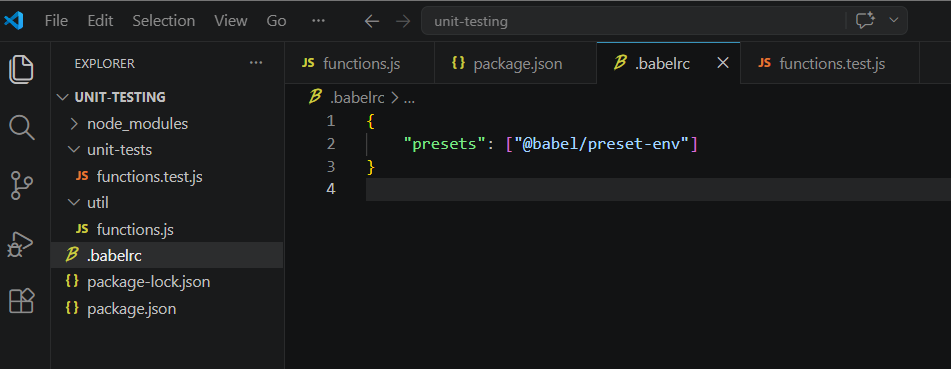 File Edit Selection View Go ··· unit-testing
EXPLORER ···
UNIT-TESTING
node_modules
unit-tests
JS functions.test.js
util
JS functions.js
.babelrc
{} package-lock.json
{} package.json
JS functions.js {} package.json .babelrc × JS functions.test.js
.babelrc > ...
1 {
2     "presets": ["@babel/preset-env"]
3 }
4